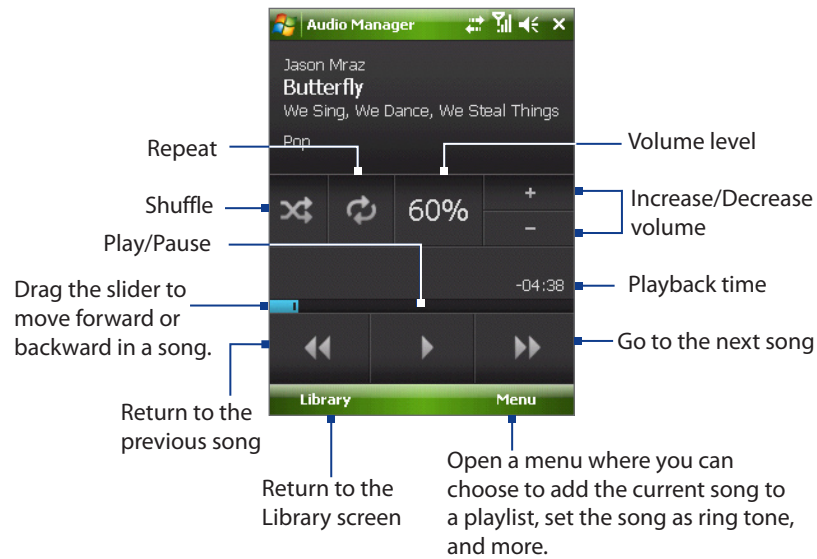 Audio Manager
Jason Mraz
Butterfly
We Sing, We Dance, We Steal Things
Pop
Repeat
Volume level
Shuffle
60%
+
−
Increase/Decrease
volume
Play/Pause
-04:38
Playback time
Drag the slider to
move forward or
backward in a song.
Go to the next song
Library
Menu
Return to the
previous song
Return to the
Library screen
Open a menu where you can
choose to add the current song to
a playlist, set the song as ring tone,
and more.